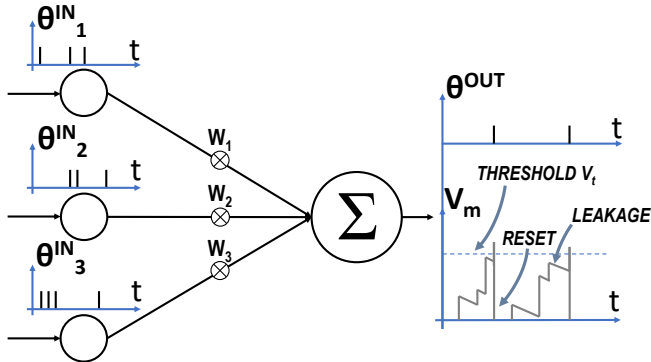 θᴵᴺ₁
t
θᴵᴺ₂
t
θᴵᴺ₃
t
W₁
W₂
W₃
Σ
θᴼᵁᵀ
t
THRESHOLD Vₜ
Vₘ
RESET
LEAKAGE
t